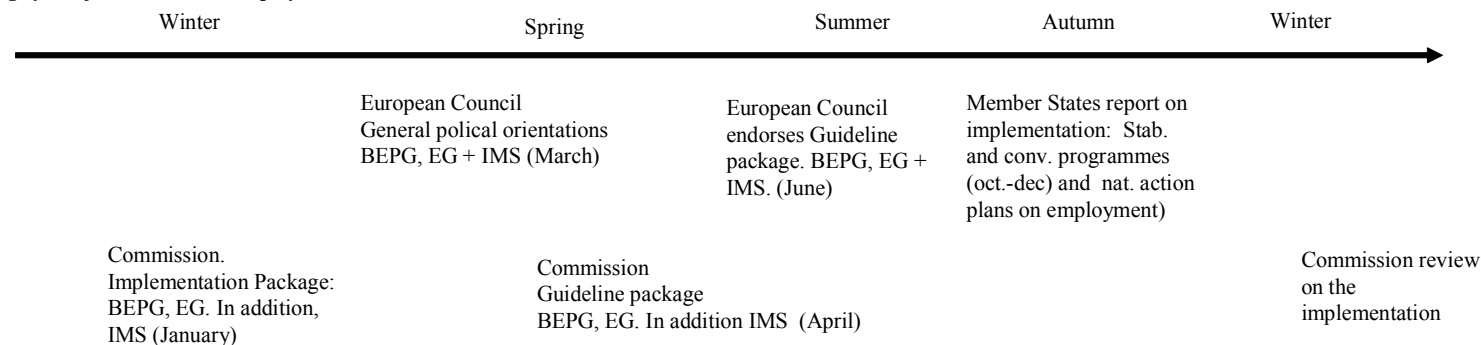 Winter
Spring
Summer
Autumn
Winter
European Council
General polical orientations
BEPG, EG + IMS (March)
European Council
endorses Guideline
package. BEPG, EG +
IMS. (June)
Member States report on
implementation: Stab.
and conv. programmes
(oct.-dec) and nat. action
plans on employment)
Commission.
Implementation Package:
BEPG, EG. In addition,
IMS (January)
Commission
Guideline package
BEPG, EG. In addition IMS (April)
Commission review
on the
implementation